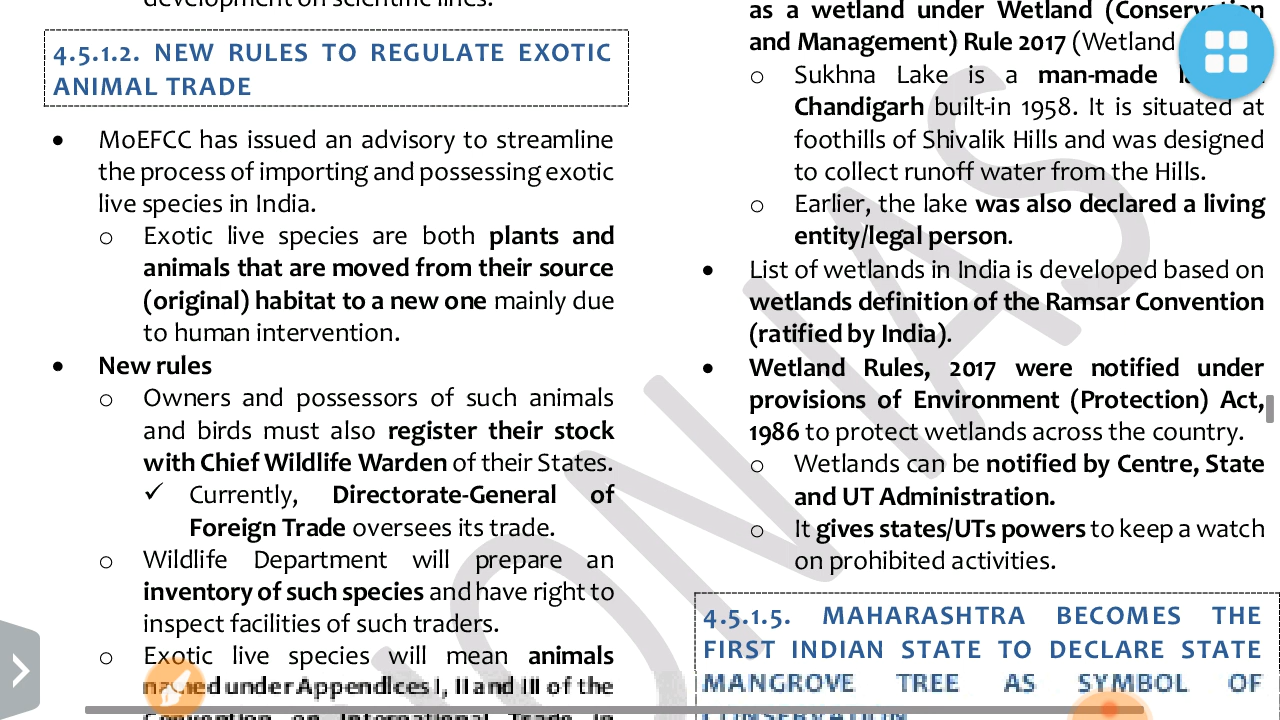 development on scientific lines.
4.5.1.2. NEW RULES TO REGULATE EXOTIC
ANIMAL TRADE
• MoEFCC has issued an advisory to streamline
the process of importing and possessing exotic
live species in India.
o Exotic live species are both plants and
animals that are moved from their source
(original) habitat to a new one mainly due
to human intervention.
• New rules
o Owners and possessors of such animals
and birds must also register their stock
with Chief Wildlife Warden of their States.
✓ Currently, Directorate-General of
Foreign Trade oversees its trade.
o Wildlife Department will prepare an
inventory of such species and have right to
inspect facilities of such traders.
o Exotic live species will mean animals
named under Appendices I, II and III of the
Convention on International Trade in
as a wetland under Wetland (Conservation
and Management) Rule 2017 (Wetland
o Sukhna Lake is a man-made
Chandigarh built-in 1958. It is situated at
foothills of Shivalik Hills and was designed
to collect runoff water from the Hills.
o Earlier, the lake was also declared a living
entity/legal person.
• List of wetlands in India is developed based on
wetlands definition of the Ramsar Convention
(ratified by India).
• Wetland Rules, 2017 were notified under
provisions of Environment (Protection) Act,
1986 to protect wetlands across the country.
o Wetlands can be notified by Centre, State
and UT Administration.
o It gives states/UTs powers to keep a watch
on prohibited activities.
4.5.1.5. MAHARASHTRA BECOMES THE
FIRST INDIAN STATE TO DECLARE STATE
MANGROVE TREE AS SYMBOL OF
CONSERVATION